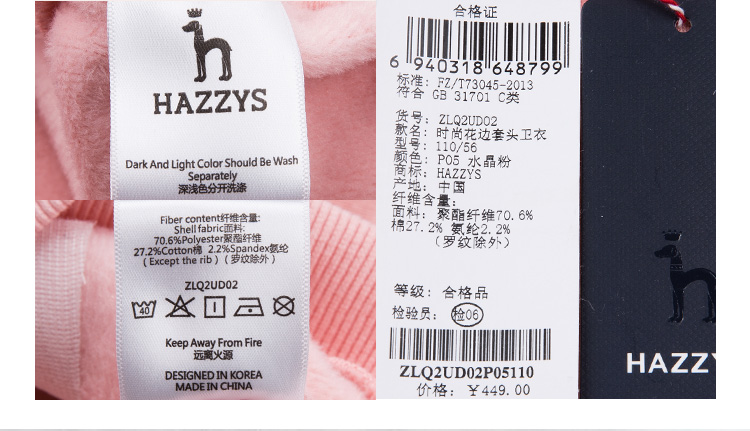 HAZZYS
Dark And Light Color Should Be Wash
Separately
深浅色分开洗涤
Fiber content纤维含量:
Shell fabric面料:
70.6%Polyester聚酯纤维
27.2%Cotton棉 2.2%Spandex氨纶
(Except the rib)(罗纹除外)
ZLQ2UD02
40
Keep Away From Fire
远离火源
DESIGNED IN KOREA
MADE IN CHINA
合格证
6 940318 648799
标准: FZ/T73045-2013
符合 GB 31701 C类
货号: ZLQ2UD02
款名: 时尚花边套头卫衣
型号: 110/56
颜色: P05 水晶粉
商标: HAZZYS
产地: 中国
纤维含量:
面料: 聚酯纤维70.6%
棉27.2% 氨纶2.2%
(罗纹除外)
等级: 合格品
检验员: 检06
ZLQ2UD02P05110
价格: ￥449.00
HAZZY